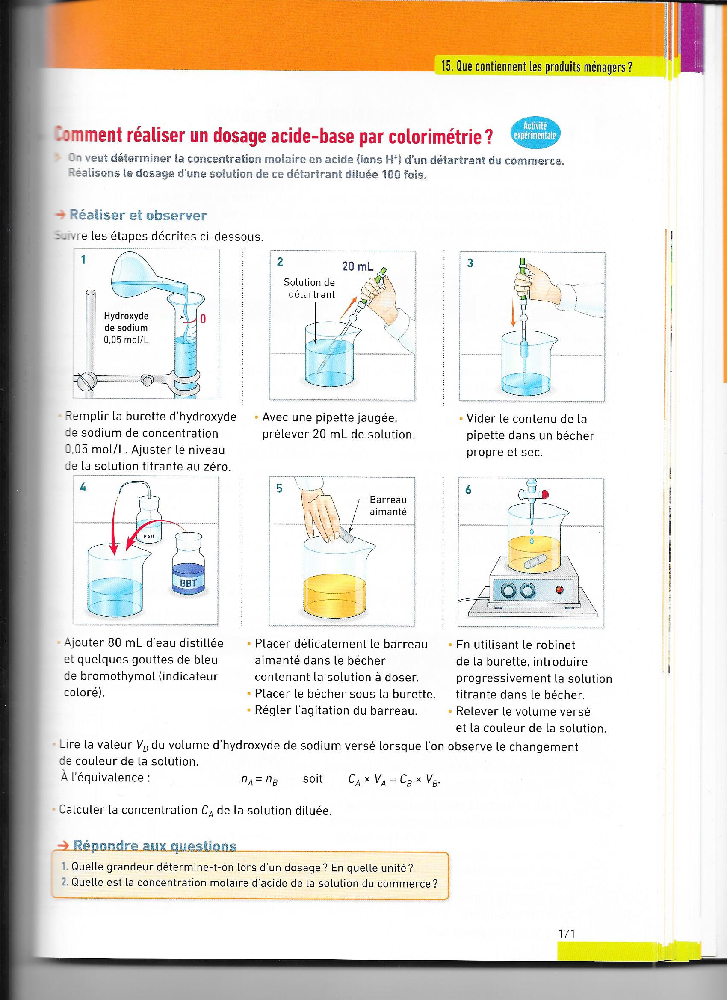 15. Que contiennent les produits ménagers ?
Comment réaliser un dosage acide-base par colorimétrie ?
Activité
expérimentale
On veut déterminer la concentration molaire en acide (ions H⁺) d'un détartrant du commerce.
Réalisons le dosage d'une solution de ce détartrant diluée 100 fois.
→ Réaliser et observer
Suivre les étapes décrites ci-dessous.
1
Hydroxyde
de sodium
0,05 mol/L
0
2
20 mL
Solution de
détartrant
3
• Remplir la burette d'hydroxyde
de sodium de concentration
0,05 mol/L. Ajuster le niveau
de la solution titrante au zéro.
• Avec une pipette jaugée,
prélever 20 mL de solution.
• Vider le contenu de la
pipette dans un bécher
propre et sec.
4
EAU
BBT
5
Barreau
aimanté
6
• Ajouter 80 mL d'eau distillée
et quelques gouttes de bleu
de bromothymol (indicateur
coloré).
• Placer délicatement le barreau
aimanté dans le bécher
contenant la solution à doser.
• Placer le bécher sous la burette.
• Régler l'agitation du barreau.
• En utilisant le robinet
de la burette, introduire
progressivement la solution
titrante dans le bécher.
• Relever le volume versé
et la couleur de la solution.
• Lire la valeur V_B du volume d'hydroxyde de sodium versé lorsque l'on observe le changement
de couleur de la solution.
À l'équivalence : n_A = n_B soit C_A × V_A = C_B × V_B.
• Calculer la concentration C_A de la solution diluée.
→ Répondre aux questions
1. Quelle grandeur détermine-t-on lors d'un dosage ? En quelle unité ?
2. Quelle est la concentration molaire d'acide de la solution du commerce ?
171